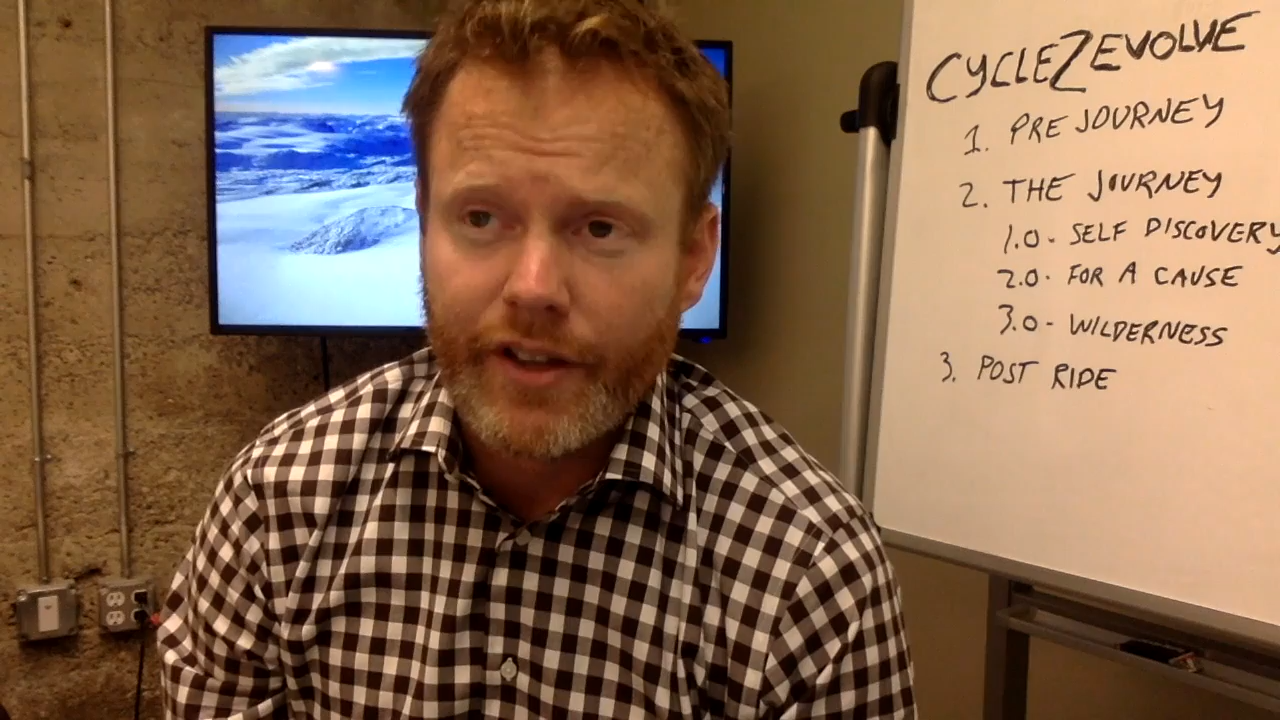 CYCLEZEVOLVE
1. PRE JOURNEY
2. THE JOURNEY
1.0- SELF DISCOVERY
2.0- FOR A CAUSE
3.0- WILDERNESS
3. POST RIDE